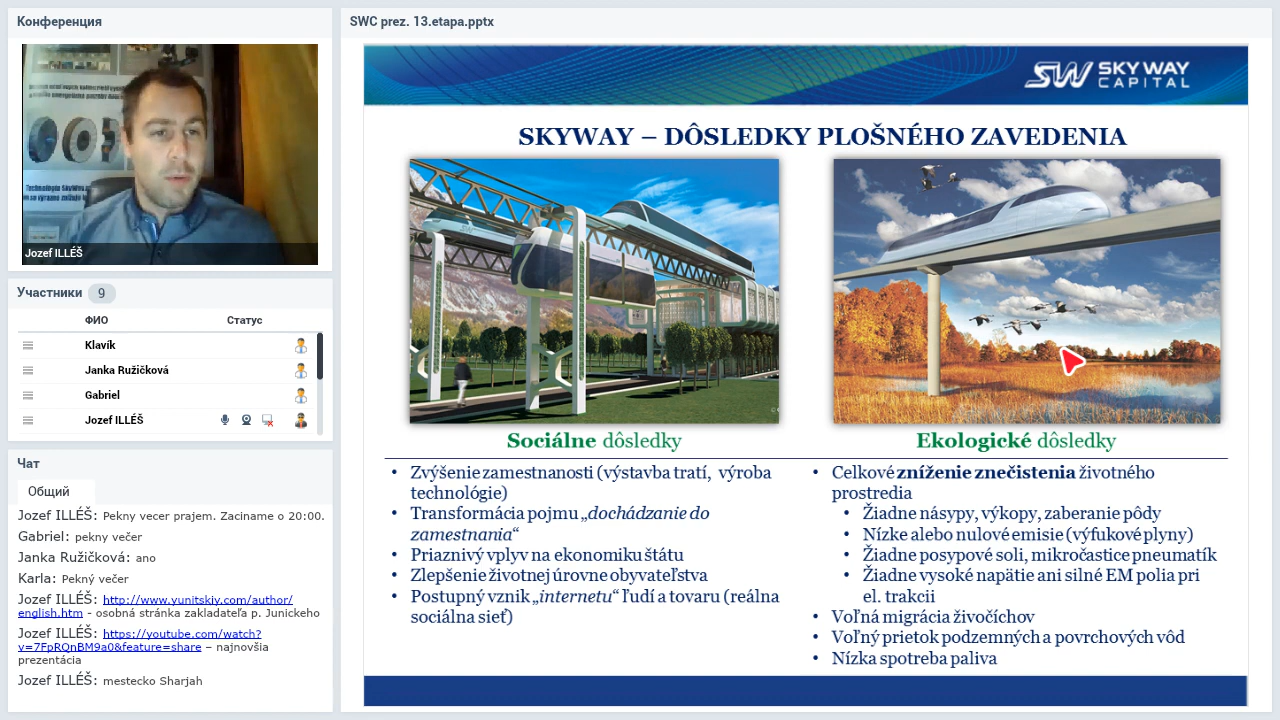 Конференция
Jozef ILLÉŠ
Участники 9
ФИО Статус
Klavík
Janka Ružičková
Gabriel
Jozef ILLÉŠ
Чат
Общий
Jozef ILLÉŠ: Pekny vecer prajem. Zaciname o 20:00.
Gabriel: pekny večer
Janka Ružičková: ano
Karla: Pekný večer
Jozef ILLÉŠ: http://www.yunitskiy.com/author/
english.htm - osobná stránka zakladateľa p. Junickeho
Jozef ILLÉŠ: https://youtube.com/watch?
v=7FpRQnBM9a0&feature=share – najnovšia
prezentácia
Jozef ILLÉŠ: mestecko Sharjah
SWC prez. 13.etapa.pptx
SW SKY WAY
CAPITAL
SKYWAY – DÔSLEDKY PLOŠNÉHO ZAVEDENIA
Sociálne dôsledky
• Zvýšenie zamestnanosti (výstavba tratí, výroba
technológie)
• Transformácia pojmu „dochádzanie do
zamestnania“
• Priaznivý vplyv na ekonomiku štátu
• Zlepšenie životnej úrovne obyvateľstva
• Postupný vznik „internetu“ ľudí a tovaru (reálna
sociálna sieť)
Ekologické dôsledky
• Celkové zníženie znečistenia životného
prostredia
• Žiadne násypy, výkopy, zaberanie pôdy
• Nízke alebo nulové emisie (výfukové plyny)
• Žiadne posypové soli, mikročastice pneumatík
• Žiadne vysoké napätie ani silné EM polia pri
el. trakcii
• Voľná migrácia živočíchov
• Voľný prietok podzemných a povrchových vôd
• Nízka spotreba paliva